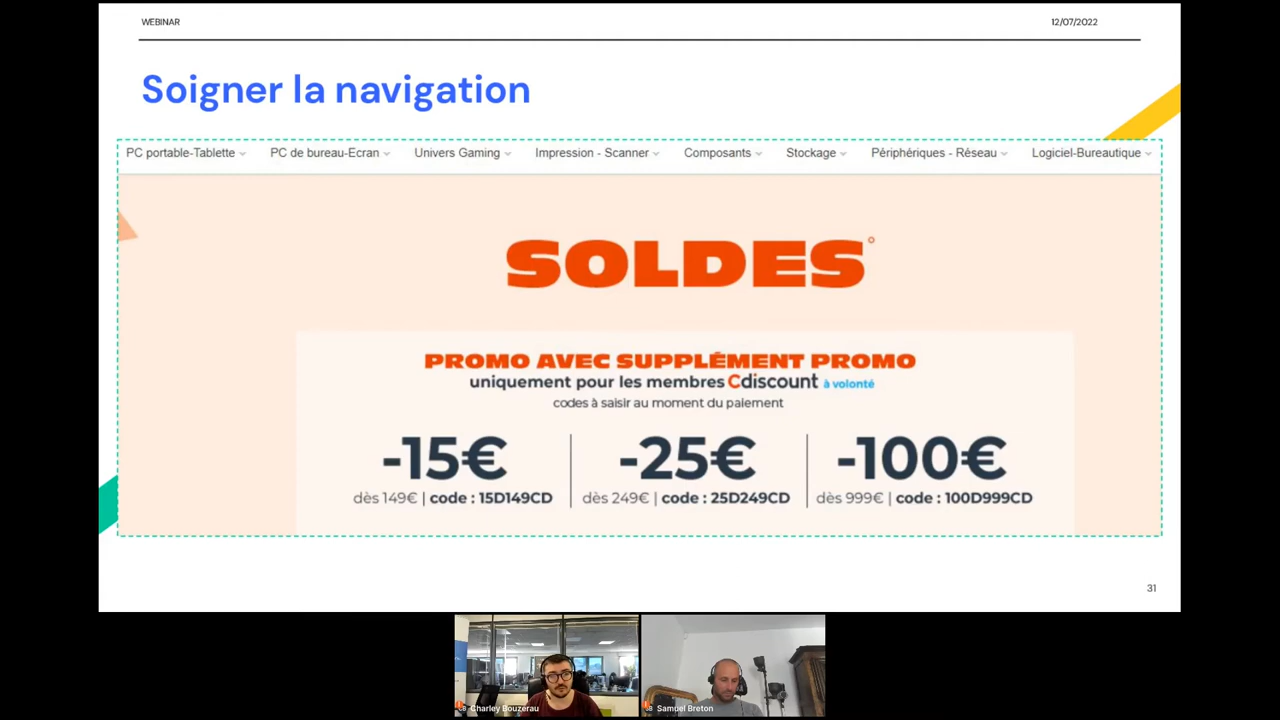 WEBINAR 12/07/2022
Soigner la navigation
PC portable-Tablette PC de bureau-Ecran Univers Gaming Impression - Scanner Composants Stockage Périphériques - Réseau Logiciel-Bureautique
SOLDES°
PROMO AVEC SUPPLÉMENT PROMO
uniquement pour les membres Cdiscount à volonté
codes à saisir au moment du paiement
-15€ -25€ -100€
dès 149€ | code : 15D149CD dès 249€ | code : 25D249CD dès 999€ | code : 100D999CD
31
Charley Bouzerau Samuel Breton